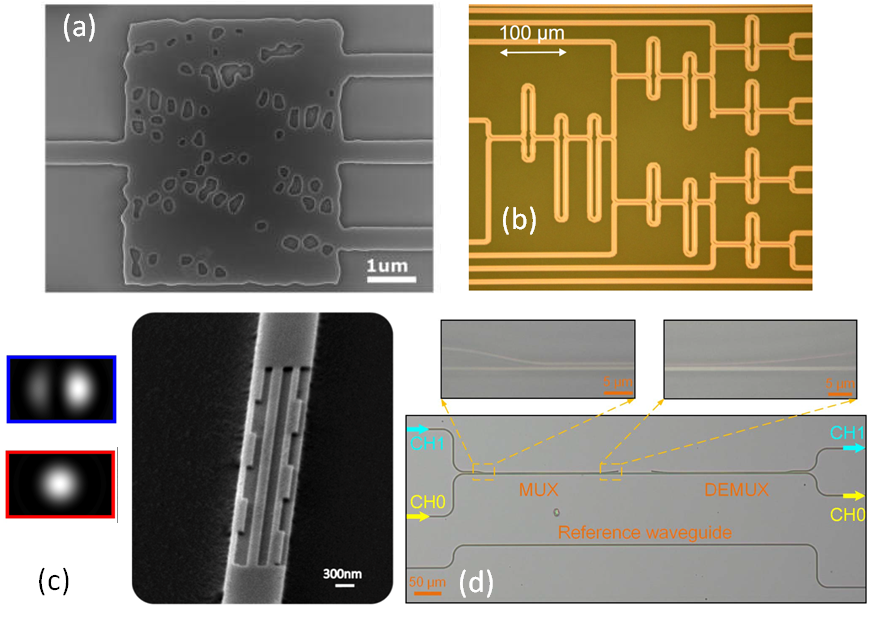 (a)
1um
100 µm
(b)
(c)
300nm
5 µm
5 µm
CH1
CH1
MUX
DEMUX
CH0
CH0
Reference waveguide
50 µm
(d)